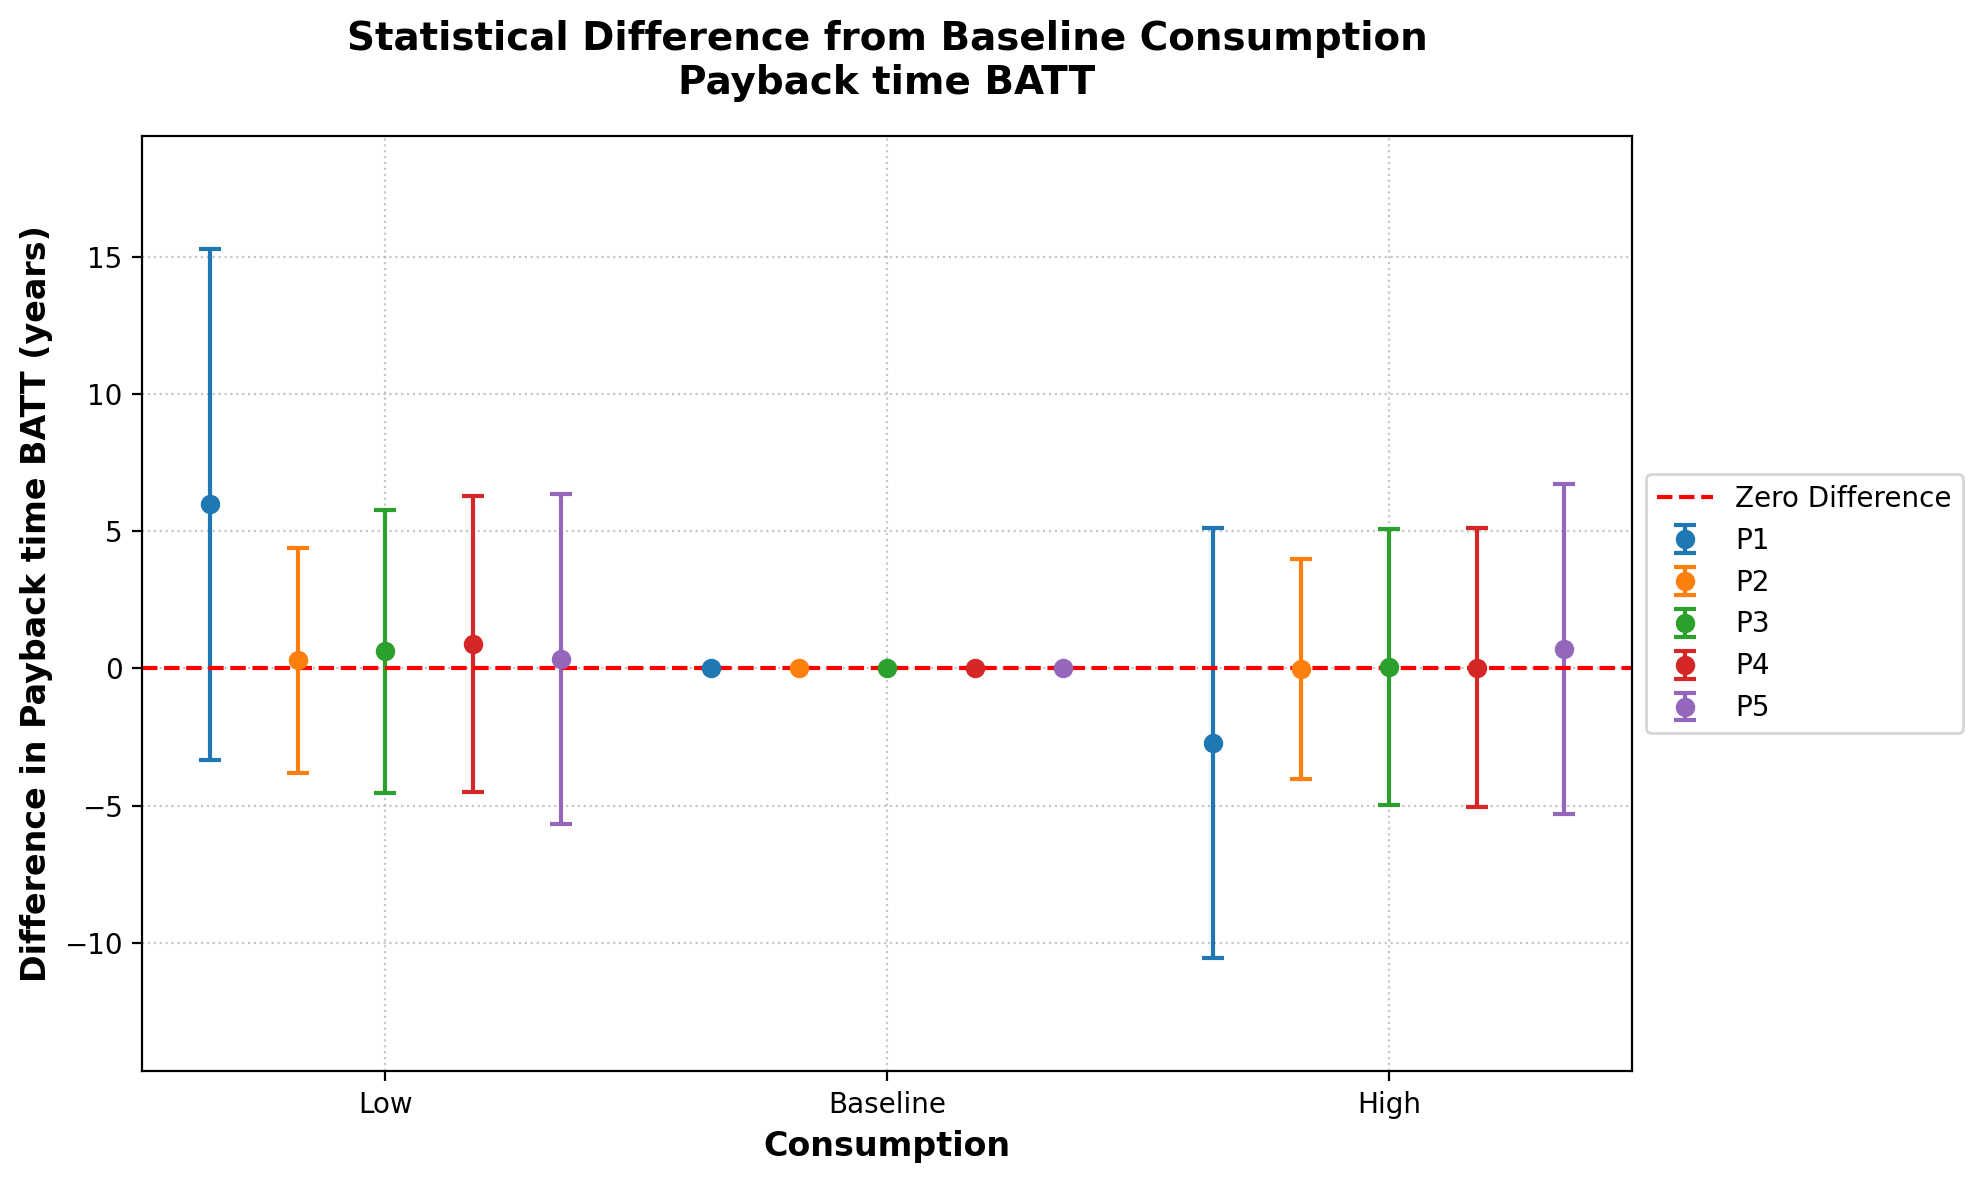 Statistical Difference from Baseline Consumption
Payback time BATT
Difference in Payback time BATT (years)
15
10
5
0
−5
−10
Low
Baseline
High
Consumption
Zero Difference
P1
P2
P3
P4
P5